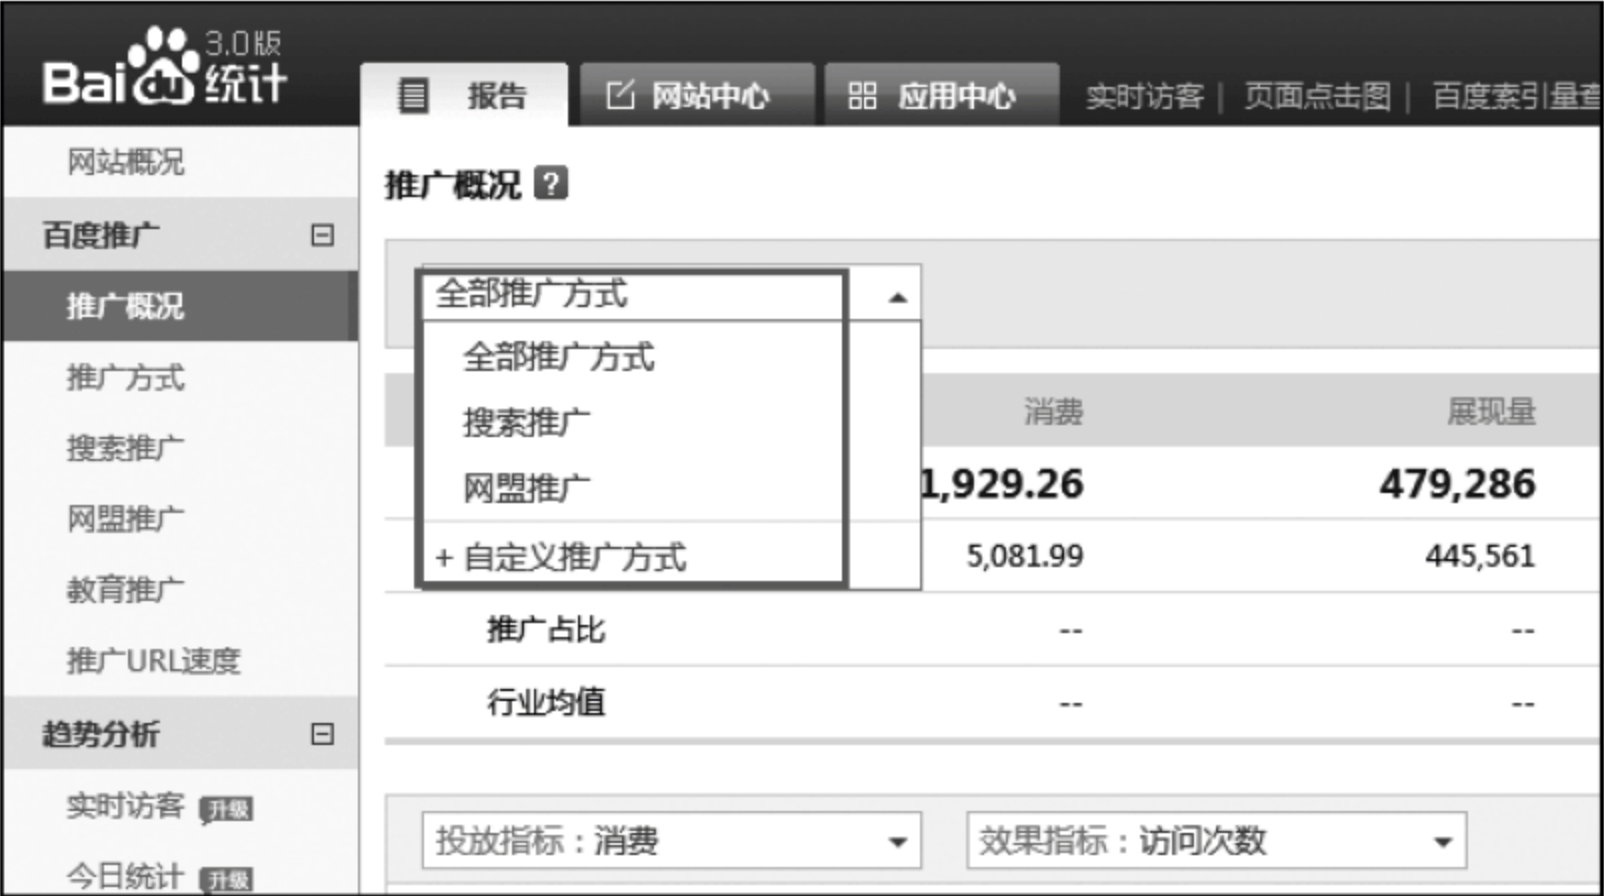 Bai du 统计 3.0版
报告
网站中心
应用中心
实时访客 | 页面点击图 | 百度索引量查
网站概况
百度推广
推广概况
推广方式
搜索推广
网盟推广
教育推广
推广URL速度
趋势分析
实时访客 升级
今日统计 升级
推广概况 ?
全部推广方式
全部推广方式
搜索推广
网盟推广
+ 自定义推广方式
消费 展现量
1,929.26 479,286
5,081.99 445,561
推广占比 -- --
行业均值 -- --
投放指标：消费
效果指标：访问次数